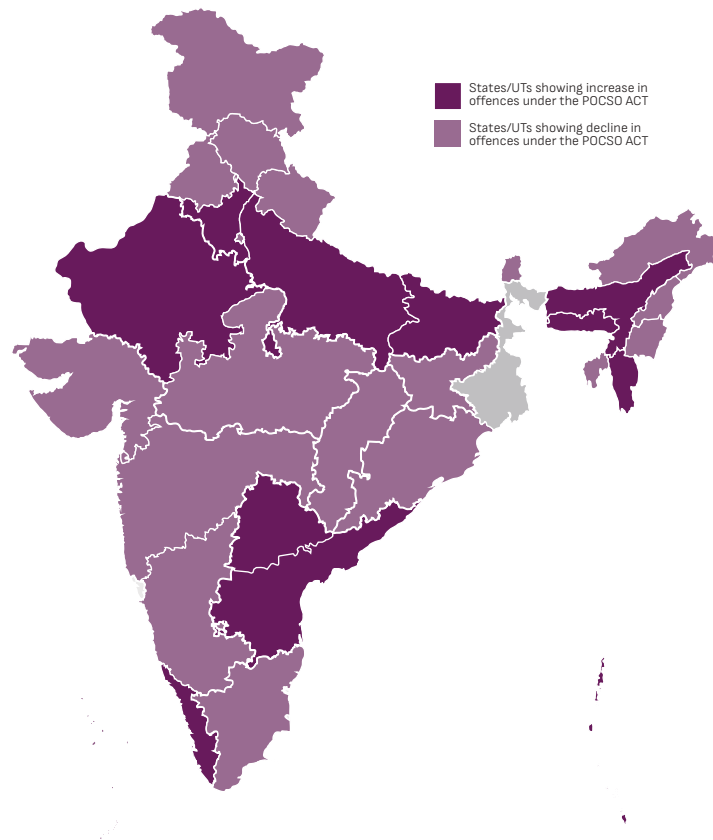 States/UTs showing increase in
offences under the POCSO ACT
States/UTs showing decline in
offences under the POCSO ACT